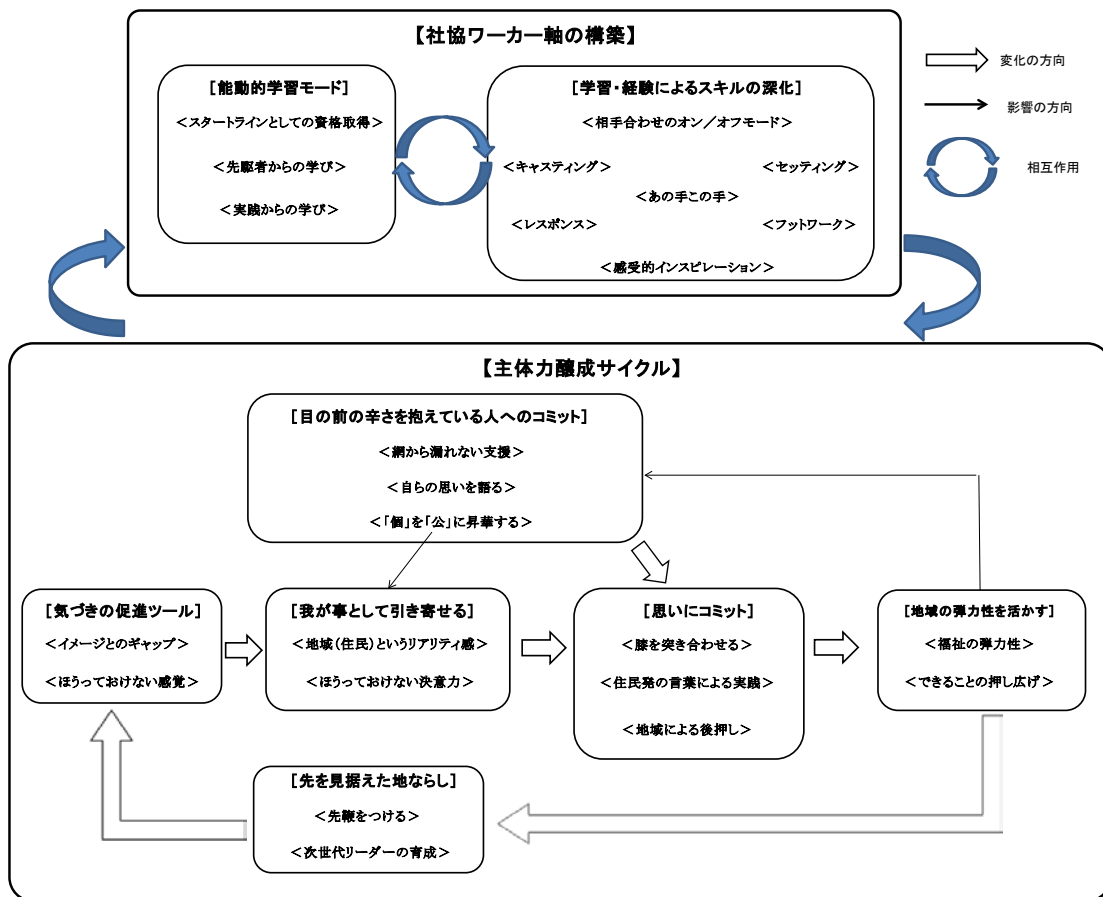 【社協ワーカー軸の構築】
[能動的学習モード]
<スタートラインとしての資格取得>
<先駆者からの学び>
<実践からの学び>
[学習・経験によるスキルの深化]
<相手合わせのオン／オフモード>
<キャスティング>
<セッティング>
<あの手この手>
<レスポンス>
<フットワーク>
<感受的インスピレーション>
変化の方向
影響の方向
相互作用
【主体力醸成サイクル】
[目の前の辛さを抱えている人へのコミット]
<網から漏れない支援>
<自らの思いを語る>
<「個」を「公」に昇華する>
[気づきの促進ツール]
<イメージとのギャップ>
<ほうっておけない感覚>
[我が事として引き寄せる]
<地域（住民）というリアリティ感>
<ほうっておけない決意力>
[思いにコミット]
<膝を突き合わせる>
<住民発の言葉による実践>
<地域による後押し>
[地域の弾力性を活かす]
<福祉の弾力性>
<できることの押し広げ>
[先を見据えた地ならし]
<先鞭をつける>
<次世代リーダーの育成>